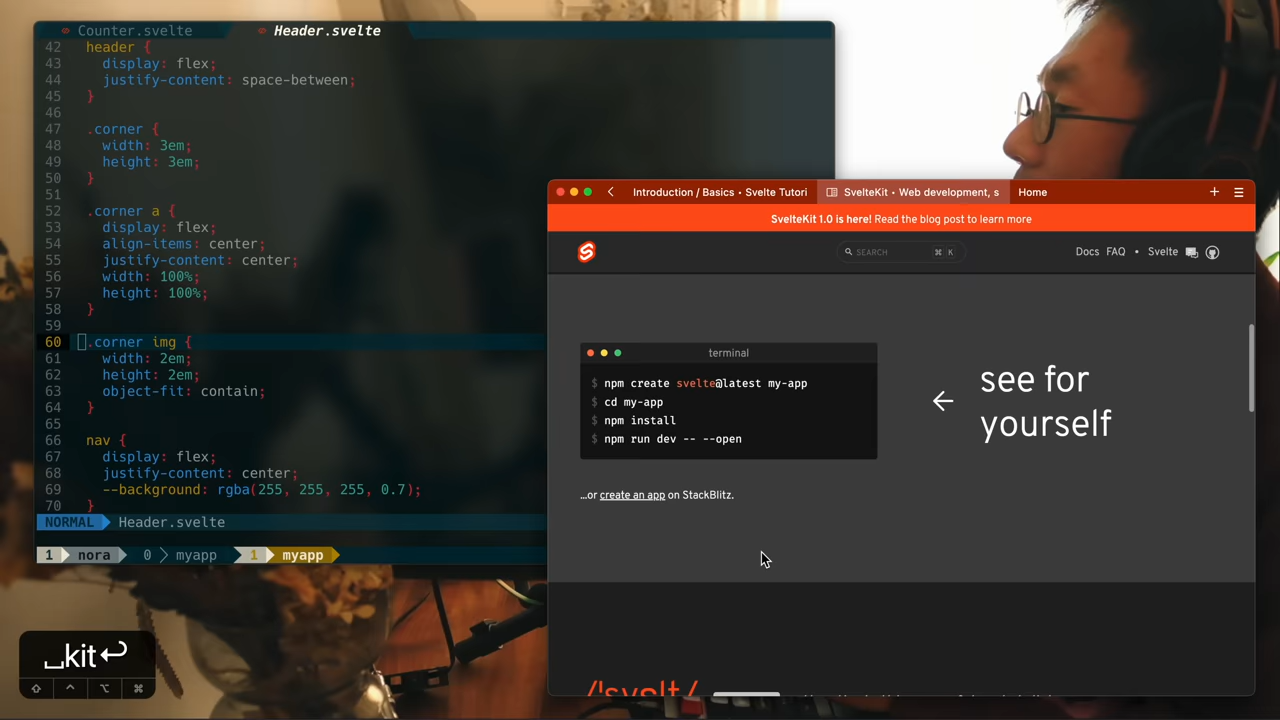 Counter.svelte
Header.svelte
42 header {
43 display: flex;
44 justify-content: space-between;
45 }
46
47 .corner {
48 width: 3em;
49 height: 3em;
50 }
51
52 .corner a {
53 display: flex;
54 align-items: center;
55 justify-content: center;
56 width: 100%;
57 height: 100%;
58 }
59
60 .corner img {
61 width: 2em;
62 height: 2em;
63 object-fit: contain;
64 }
65
66 nav {
67 display: flex;
68 justify-content: center;
69 --background: rgba(255, 255, 255, 0.7);
70 }
NORMAL Header.svelte
1 nora 0 myapp 1 myapp
Introduction / Basics • Svelte Tutori
SvelteKit • Web development, s
Home
SvelteKit 1.0 is here! Read the blog post to learn more
SEARCH ⌘ K
Docs FAQ • Svelte
terminal
$ npm create svelte@latest my-app
$ cd my-app
$ npm install
$ npm run dev -- --open
← see for
yourself
...or create an app on StackBlitz.
␣kit↩
⇧ ^ ⌥ ⌘